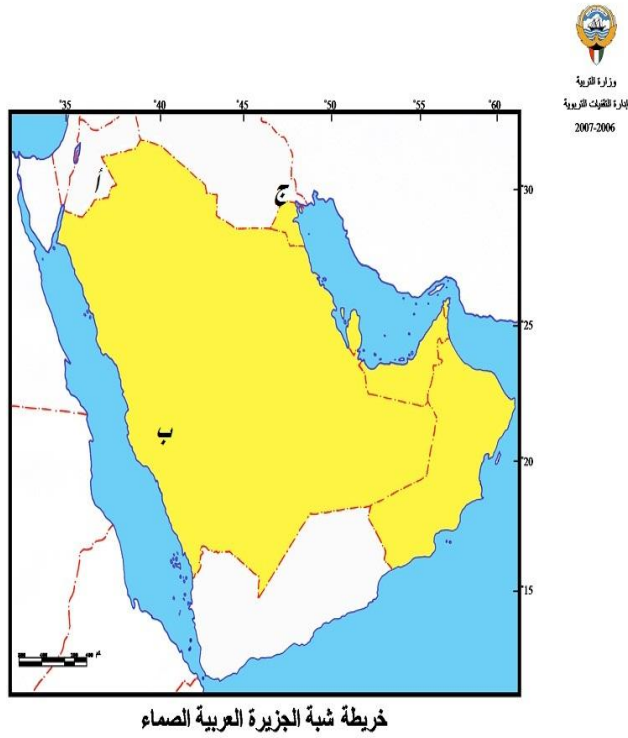 وزارة التربية
إدارة التقنيات التربوية
2007-2006
°35 °40 °45 °50 °55 °60
أ
ج
30
25
ب
20
15
كم
خريطة شبة الجزيرة العربية الصماء